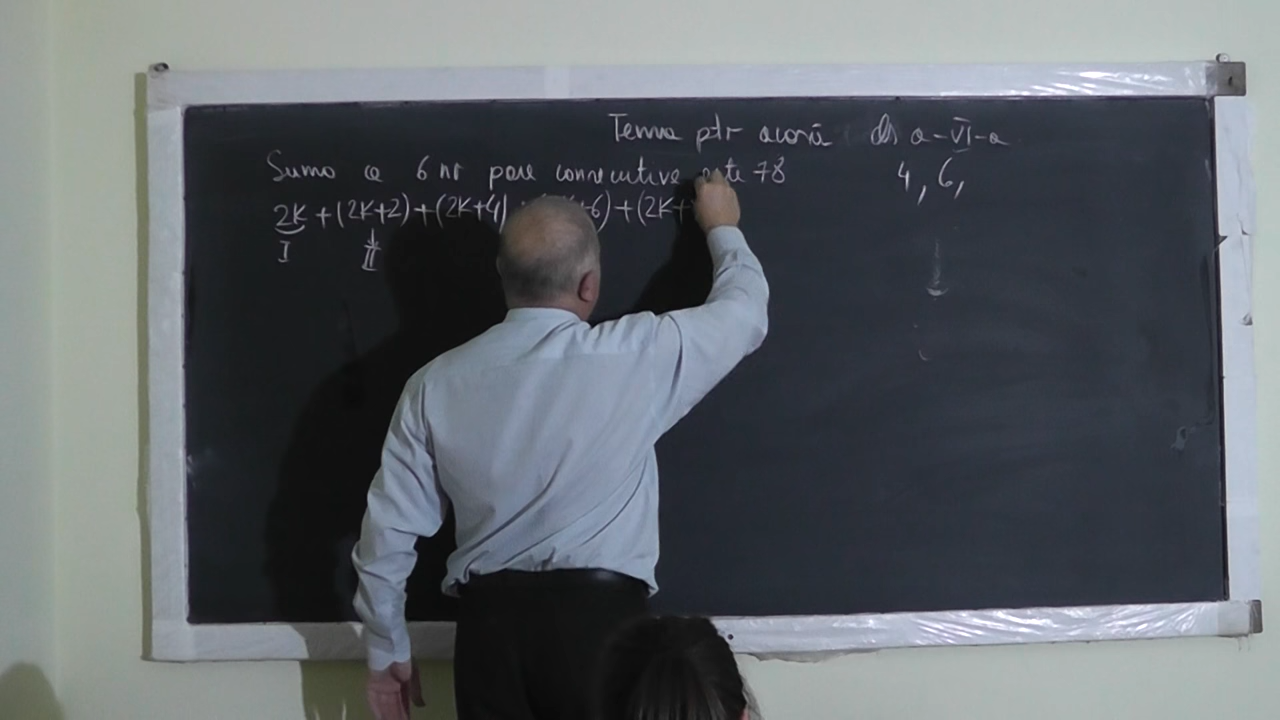 Tema ptr acasă cls a-VI-a
Suma a 6 nr pare consecutive este 78
4, 6,
2K+(2K+2)+(2K+4) +6)+(2K+
I II